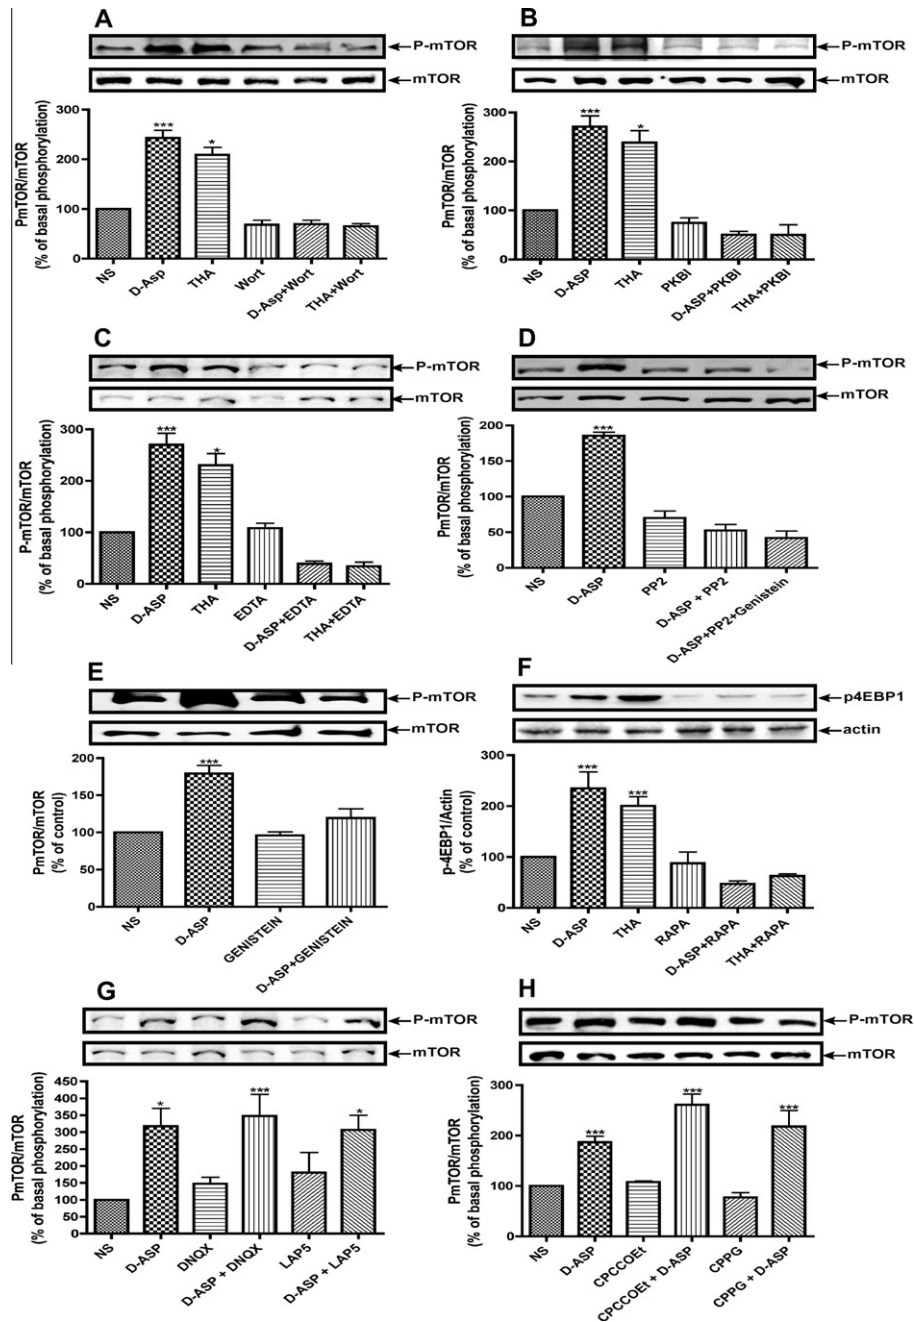 A
P-mTOR
mTOR
PmTOR/mTOR
(% of basal phosphorylation)
300
200
100
0
***
*
NS
D-Asp
THA
Wort
D-Asp+Wort
THA+Wort
B
P-mTOR
mTOR
PmTOR/mTOR
(% of basal phosphorylation)
300
200
100
0
***
*
NS
D-ASP
THA
PKBI
D-ASP+PKBI
THA+PKBI
C
P-mTOR
mTOR
P-mTOR/mTOR
(% of basal phosphorylation)
300
200
100
0
***
*
NS
D-ASP
THA
EDTA
D-ASP+EDTA
THA+EDTA
D
P-mTOR
mTOR
PmTOR/mTOR
(% of basal phosphorylation)
200
150
100
50
0
***
NS
D-ASP
PP2
D-ASP + PP2
D-ASP+PP2+Genistein
E
P-mTOR
mTOR
PmTOR/mTOR
(% of control)
200
150
100
50
0
***
NS
D-ASP
GENISTEIN
D-ASP+GENISTEIN
F
p4EBP1
actin
p-4EBP1/Actin
(% of control)
300
200
100
0
***
***
NS
D-ASP
THA
RAPA
D-ASP+RAPA
THA+RAPA
G
P-mTOR
mTOR
PmTOR/mTOR
(% of basal phosphorylation)
450
400
350
300
250
200
150
100
50
0
*
***
*
NS
D-ASP
DNQX
D-ASP + DNQX
LAP5
D-ASP + LAP5
H
P-mTOR
mTOR
PmTOR/mTOR
(% of basal phosphorylation)
300
200
100
0
***
***
***
NS
D-ASP
CPCCOEt
CPCCOEt + D-ASP
CPPG
CPPG + D-ASP